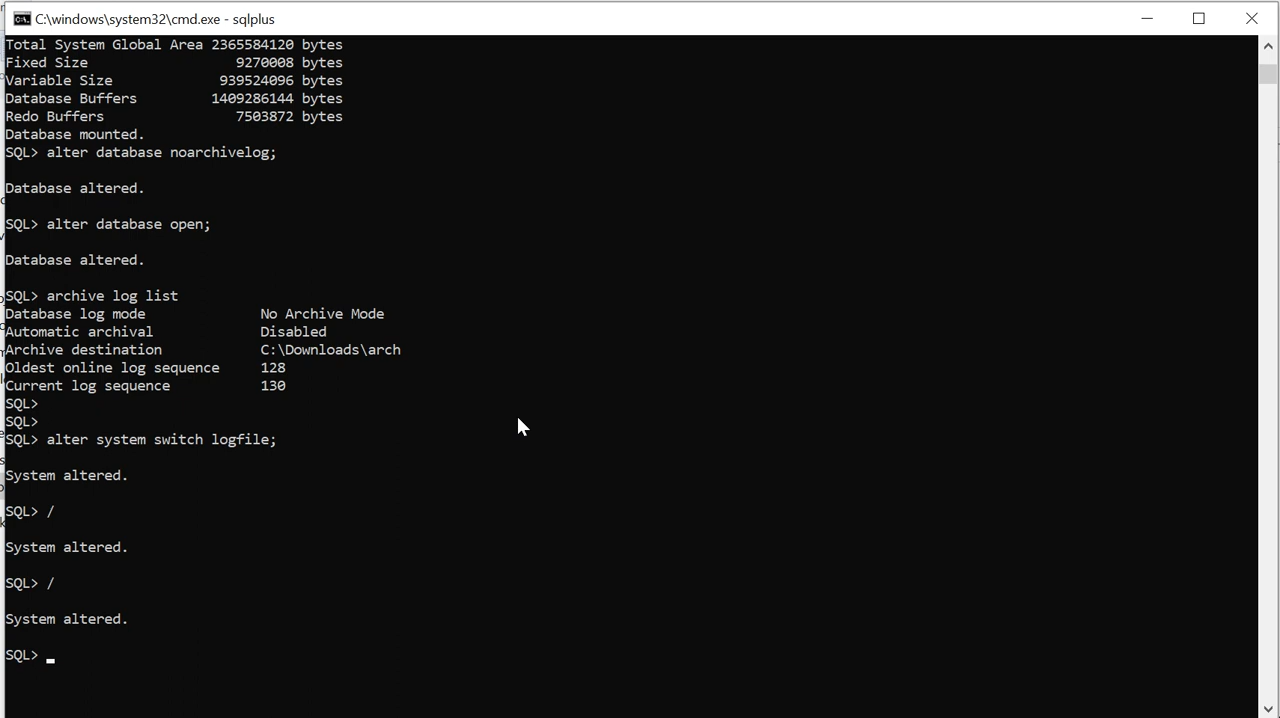 C:\windows\system32\cmd.exe - sqlplus
Total System Global Area 2365584120 bytes
Fixed Size 9270008 bytes
Variable Size 939524096 bytes
Database Buffers 1409286144 bytes
Redo Buffers 7503872 bytes
Database mounted.
SQL> alter database noarchivelog;
Database altered.
SQL> alter database open;
Database altered.
SQL> archive log list
Database log mode No Archive Mode
Automatic archival Disabled
Archive destination C:\Downloads\arch
Oldest online log sequence 128
Current log sequence 130
SQL>
SQL>
SQL> alter system switch logfile;
System altered.
SQL> /
System altered.
SQL> /
System altered.
SQL>